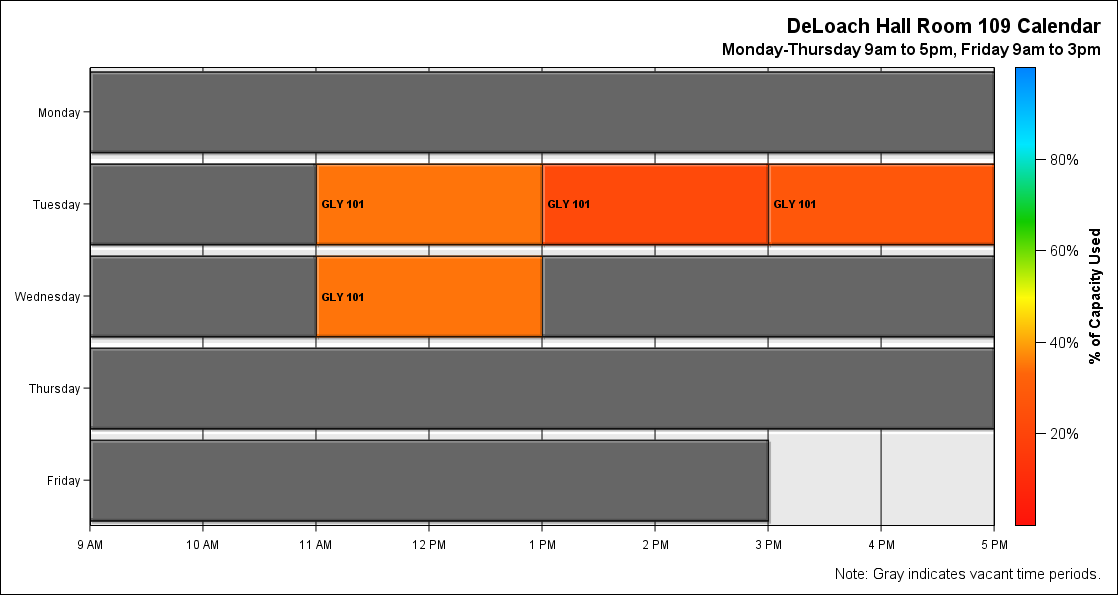 DeLoach Hall Room 109 Calendar
Monday-Thursday 9am to 5pm, Friday 9am to 3pm
Monday
Tuesday
GLY 101
GLY 101
GLY 101
Wednesday
GLY 101
Thursday
Friday
9 AM
10 AM
11 AM
12 PM
1 PM
2 PM
3 PM
4 PM
5 PM
80%
60%
40%
20%
% of Capacity Used
Note: Gray indicates vacant time periods.